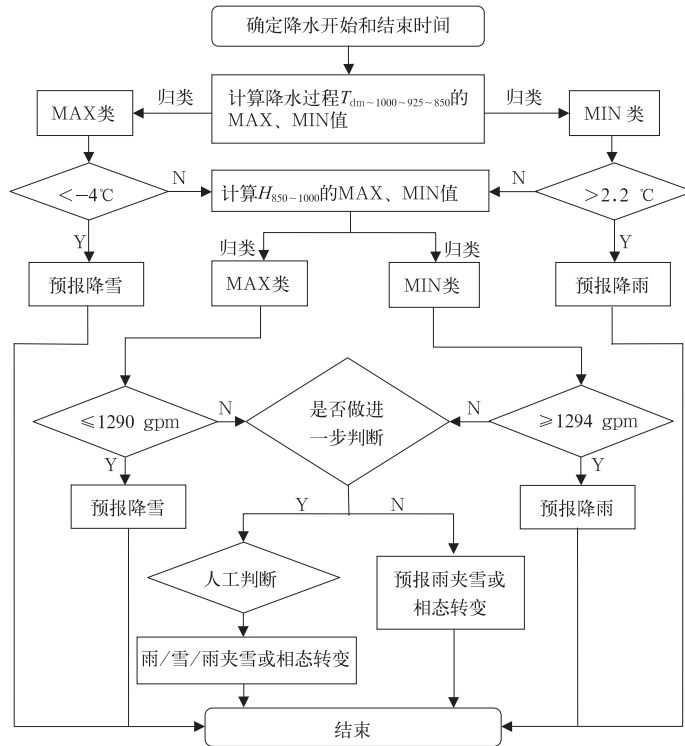 确定降水开始和结束时间
归类
计算降水过程T dm~1000~925~850的
MAX、MIN值
归类
MAX类
MIN 类
<-4℃
N
计算H850~1000的MAX、MIN值
N
>2.2 ℃
Y
归类
归类
Y
预报降雪
MAX类
MIN类
预报降雨
≤1290 gpm
N
是否做进
一步判断
N
≥1294 gpm
Y
Y
预报降雪
Y
N
预报降雨
人工判断
预报雨夹雪或
相态转变
雨/雪/雨夹雪或相态转变
结束